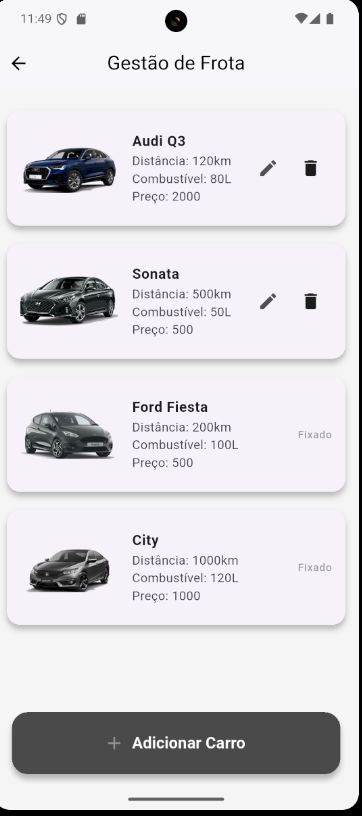 11:49
Gestão de Frota
Audi Q3
Distância: 120km
Combustível: 80L
Preço: 2000
Sonata
Distância: 500km
Combustível: 50L
Preço: 500
Ford Fiesta
Distância: 200km
Combustível: 100L
Preço: 500
Fixado
City
Distância: 1000km
Combustível: 120L
Preço: 1000
Fixado
+ Adicionar Carro